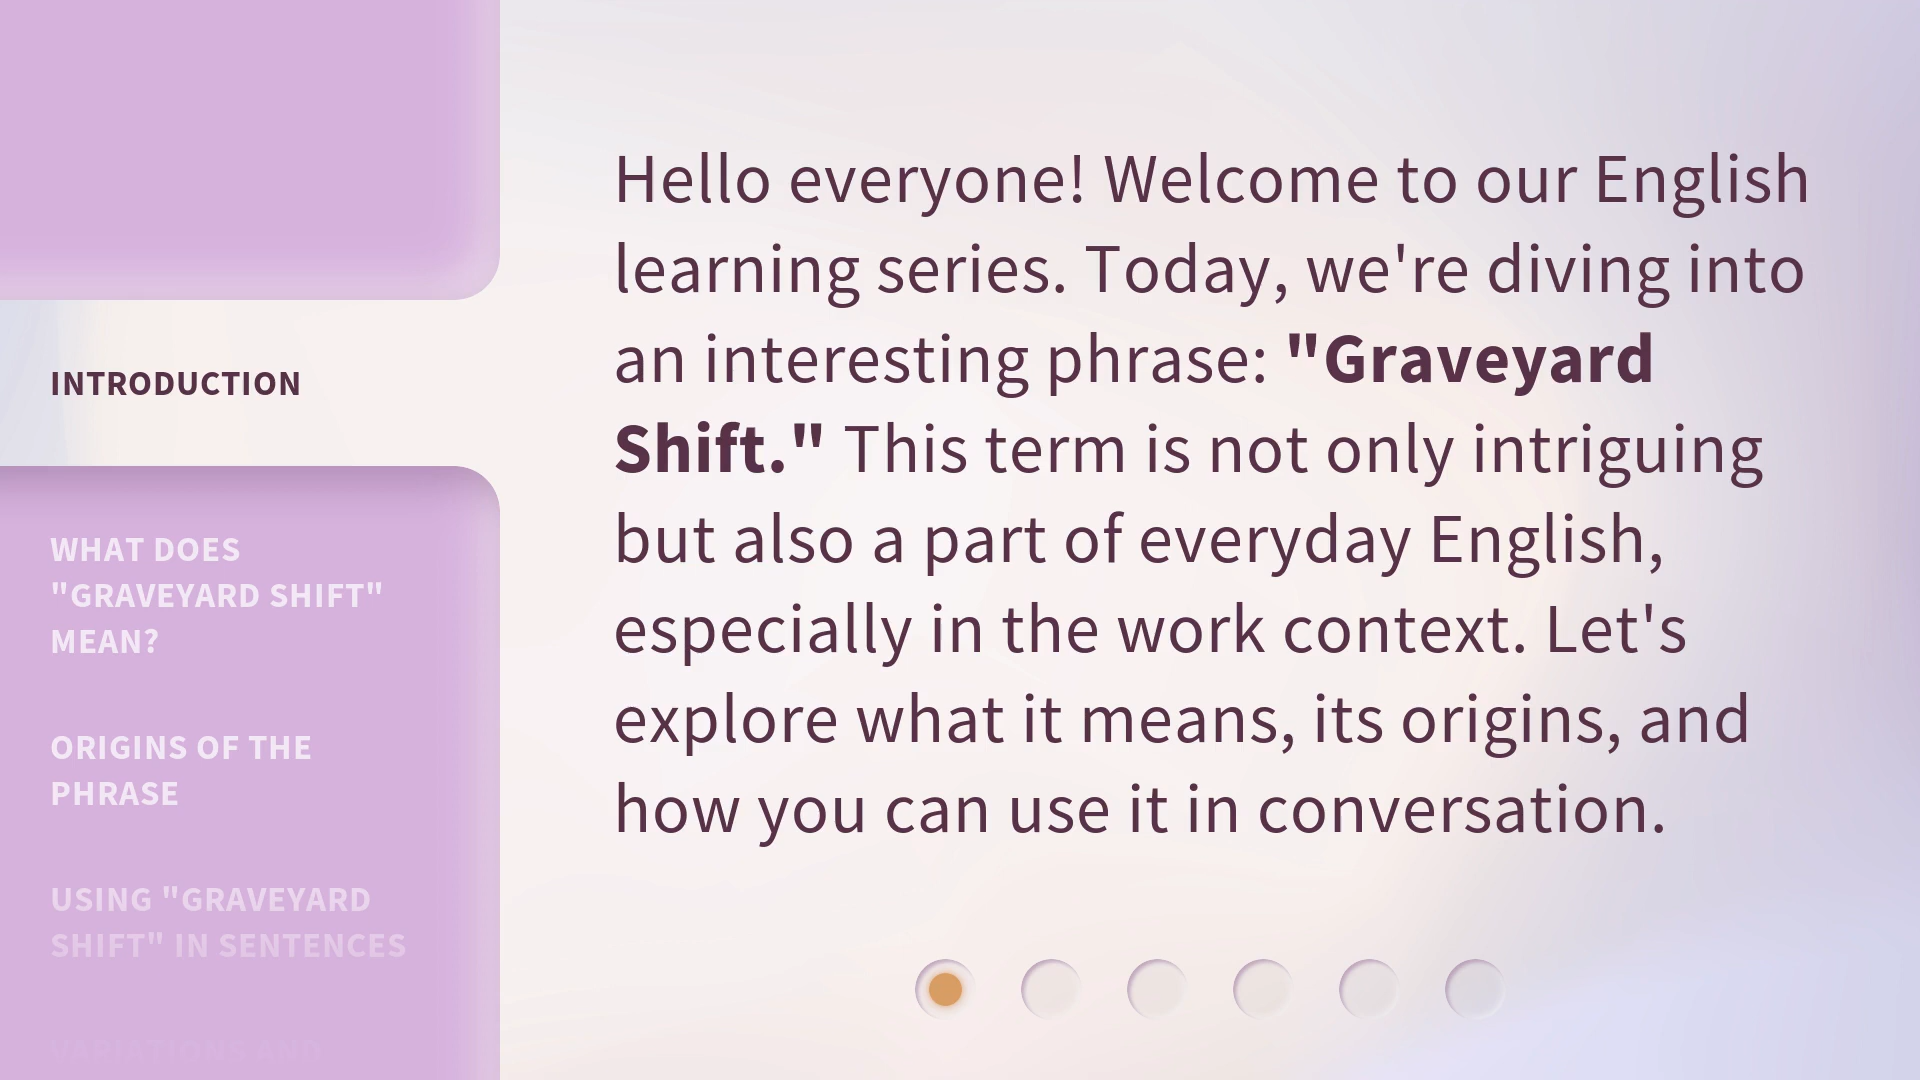 INTRODUCTION
WHAT DOES
"GRAVEYARD SHIFT"
MEAN?
ORIGINS OF THE
PHRASE
USING "GRAVEYARD
SHIFT" IN SENTENCES
VARIATIONS AND
Hello everyone! Welcome to our English
learning series. Today, we're diving into
an interesting phrase: "Graveyard
Shift." This term is not only intriguing
but also a part of everyday English,
especially in the work context. Let's
explore what it means, its origins, and
how you can use it in conversation.